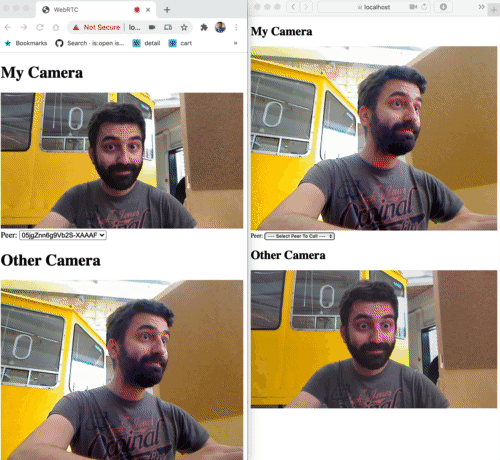 WebRTC
Not Secure
lo...
Bookmarks
Search · is:open is...
detail
cart
»
My Camera
Peer: 05jgZnn6g9Vb2S-XAAAF
Other Camera
localhost
»
+
My Camera
Peer: ---- Select Peer To Call ----
Other Camera